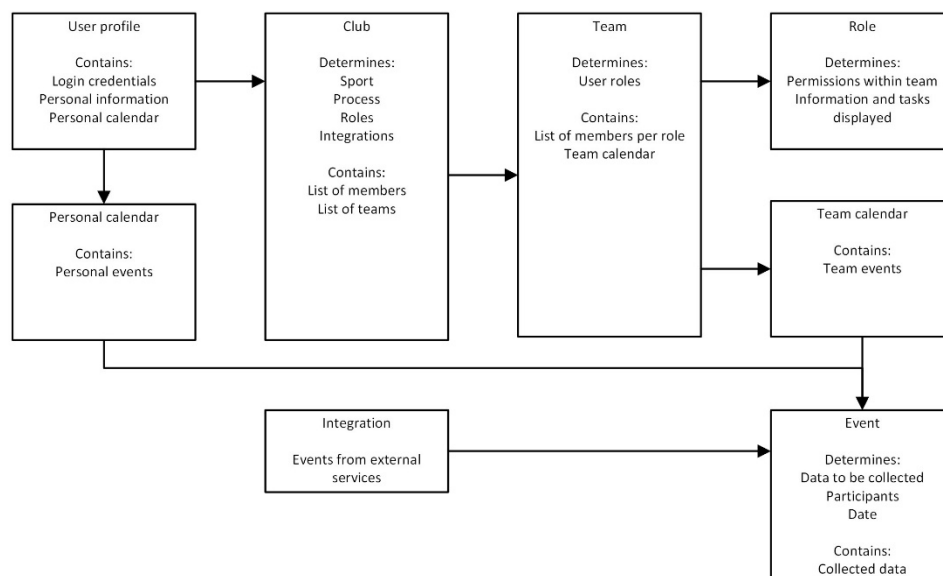 User profile
Contains:
Login credentials
Personal information
Personal calendar
Club
Determines:
Sport
Process
Roles
Integrations
Contains:
List of members
List of teams
Team
Determines:
User roles
Contains:
List of members per role
Team calendar
Role
Determines:
Permissions within team
Information and tasks
displayed
Personal calendar
Contains:
Personal events
Team calendar
Contains:
Team events
Integration
Events from external
services
Event
Determines:
Data to be collected
Participants
Date
Contains:
Collected data